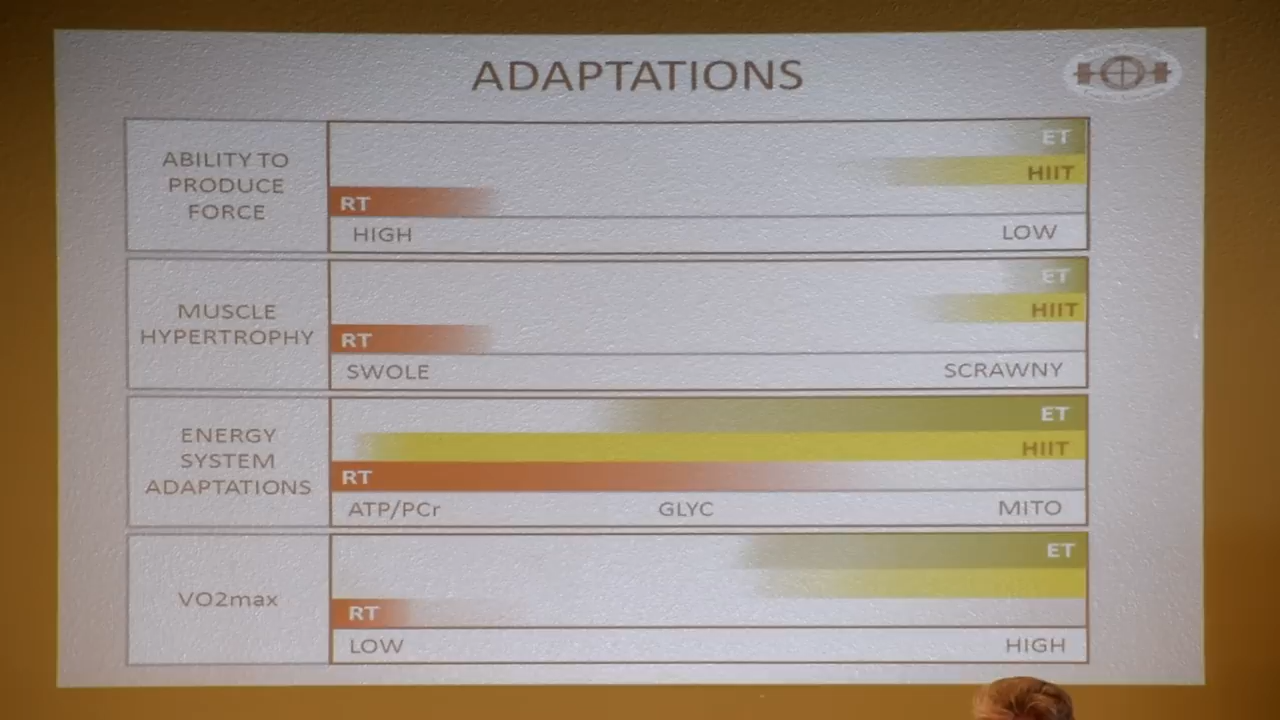 ADAPTATIONS
ABILITY TO
PRODUCE
FORCE
ET
HIIT
RT
HIGH LOW
MUSCLE
HYPERTROPHY
ET
HIIT
RT
SWOLE SCRAWNY
ENERGY
SYSTEM
ADAPTATIONS
ET
HIIT
RT
ATP/PCr GLYC MITO
VO2max
ET
RT
LOW HIGH